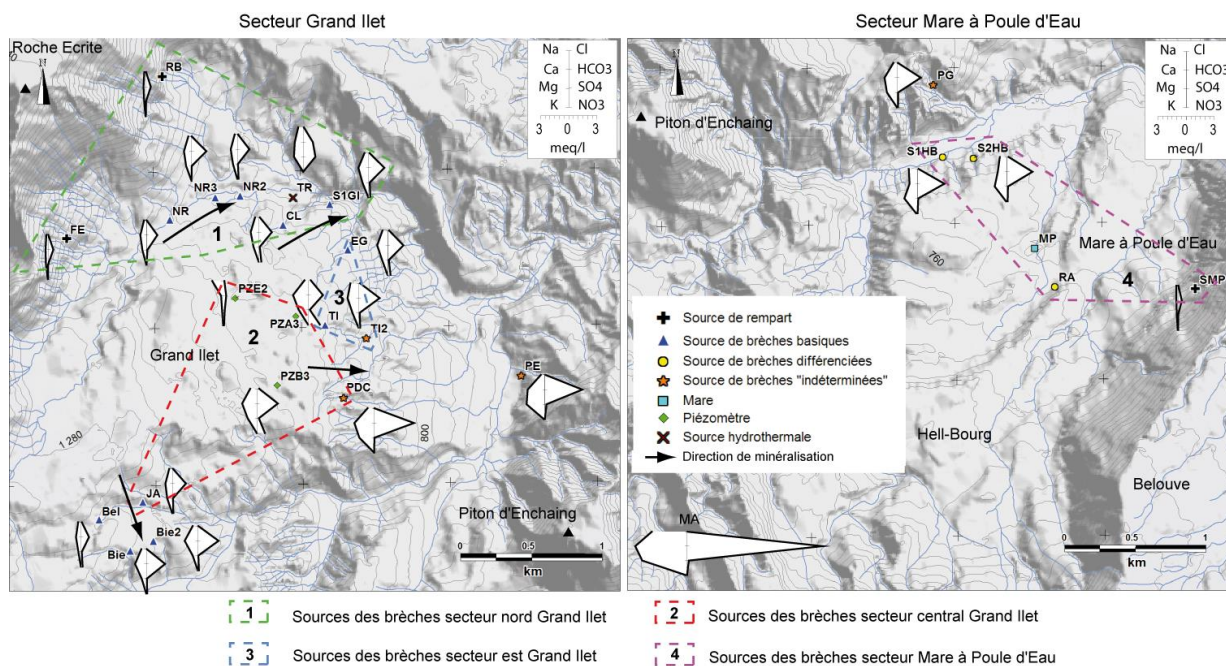 Secteur Grand Ilet
Secteur Mare à Poule d'Eau
Roche Ecrite
RB
Na Cl
Ca HCO3
Mg SO4
K NO3
3 0 3
meq/l
NR3
NR2
TR
S1GI
NR
CL
FE
1
EG
PZE2
3
PZA3
TI
2
TI2
Grand Ilet
PE
PZB3
PDC
1 280
800
JA
Bel
Bie2
Bie
Piton d'Enchaing
0 0.5 1
km
PG
Na Cl
Ca HCO3
Mg SO4
K NO3
3 0 3
meq/l
Piton d'Enchaing
S1HB
S2HB
MP
Mare à Poule d'Eau
760
RA
4
SMP
Source de rempart
Source de brèches basiques
Source de brèches différenciées
Source de brèches "indéterminées"
Mare
Piézomètre
Source hydrothermale
Direction de minéralisation
Hell-Bourg
Belouve
MA
0 0.5 1
km
1 Sources des brèches secteur nord Grand Ilet
2 Sources des brèches secteur central Grand Ilet
3 Sources des brèches secteur est Grand Ilet
4 Sources des brèches secteur Mare à Poule d'Eau